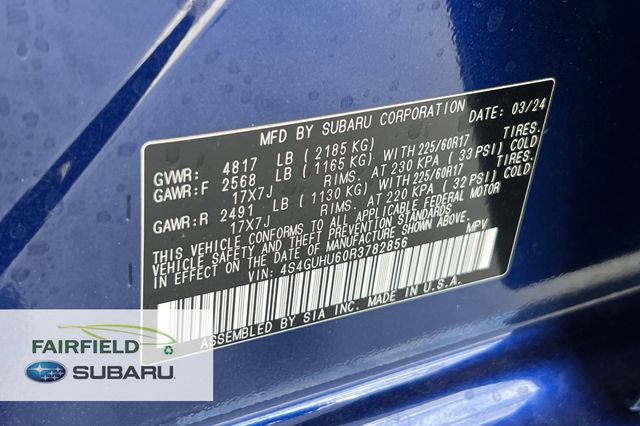 MFD BY SUBARU CORPORATION DATE: 03/24
GVWR: 4817 LB (2185 KG)
GAWR:F 2568 LB (1165 KG) WITH 225/60R17 TIRES.
17X7J RIMS. AT 230 KPA (33 PSI) COLD
GAWR:R 2491 LB (1130 KG) WITH 225/60R17 TIRES.
17X7J RIMS. AT 220 KPA (32 PSI) COLD
THIS VEHICLE CONFORMS TO ALL APPLICABLE FEDERAL MOTOR
VEHICLE SAFETY AND THEFT PREVENTION STANDARDS
IN EFFECT ON THE DATE OF MANUFACTURE SHOWN ABOVE.
VIN: 4S4GUHU60R3782856 MPV
ASSEMBLED BY SIA INC. MADE IN U.S.A.
FAIRFIELD
SUBARU